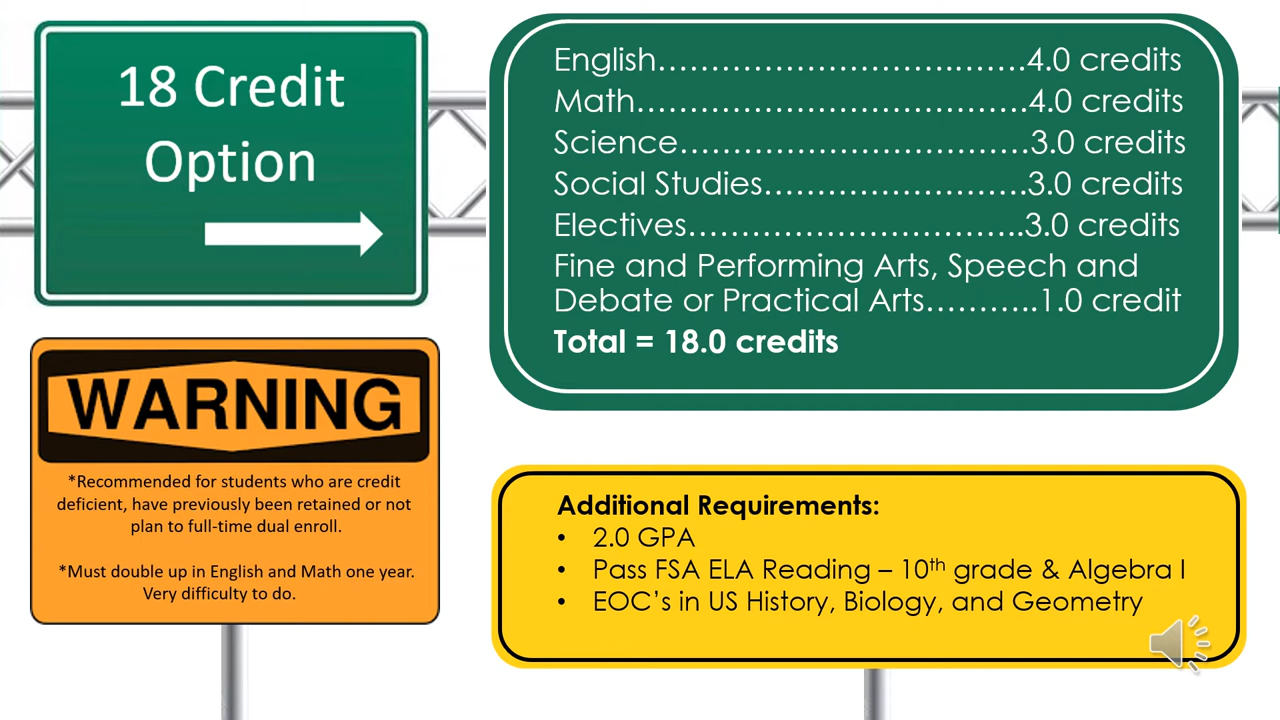 18 Credit
Option
English……………………….…….4.0 credits
Math………………………………….4.0 credits
Science………………………………3.0 credits
Social Studies……………………….3.0 credits
Electives……………………………..3.0 credits
Fine and Performing Arts, Speech and
Debate or Practical Arts………..1.0 credit
Total = 18.0 credits
WARNING
*Recommended for students who are credit
deficient, have previously been retained or not
plan to full-time dual enroll.
*Must double up in English and Math one year.
Very difficulty to do.
Additional Requirements:
• 2.0 GPA
• Pass FSA ELA Reading – 10th grade & Algebra I
• EOC’s in US History, Biology, and Geometry